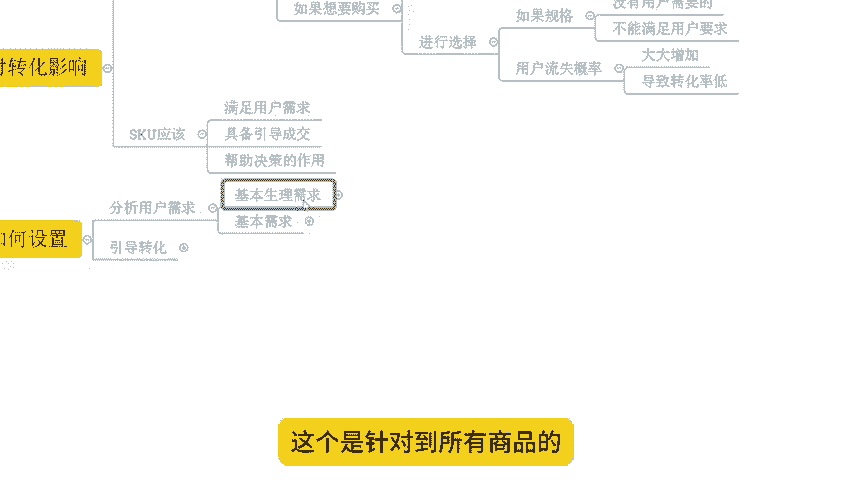 如果想要购买
进行选择
如果规格
没有用户需要的
不能满足用户要求
用户流失概率
大大增加
导致转化率低
对转化影响
SKU应该
满足用户需求
具备引导成交
帮助决策的作用
如何设置
分析用户需求
基本生理需求
基本需求
引导转化
这个是针对到所有商品的